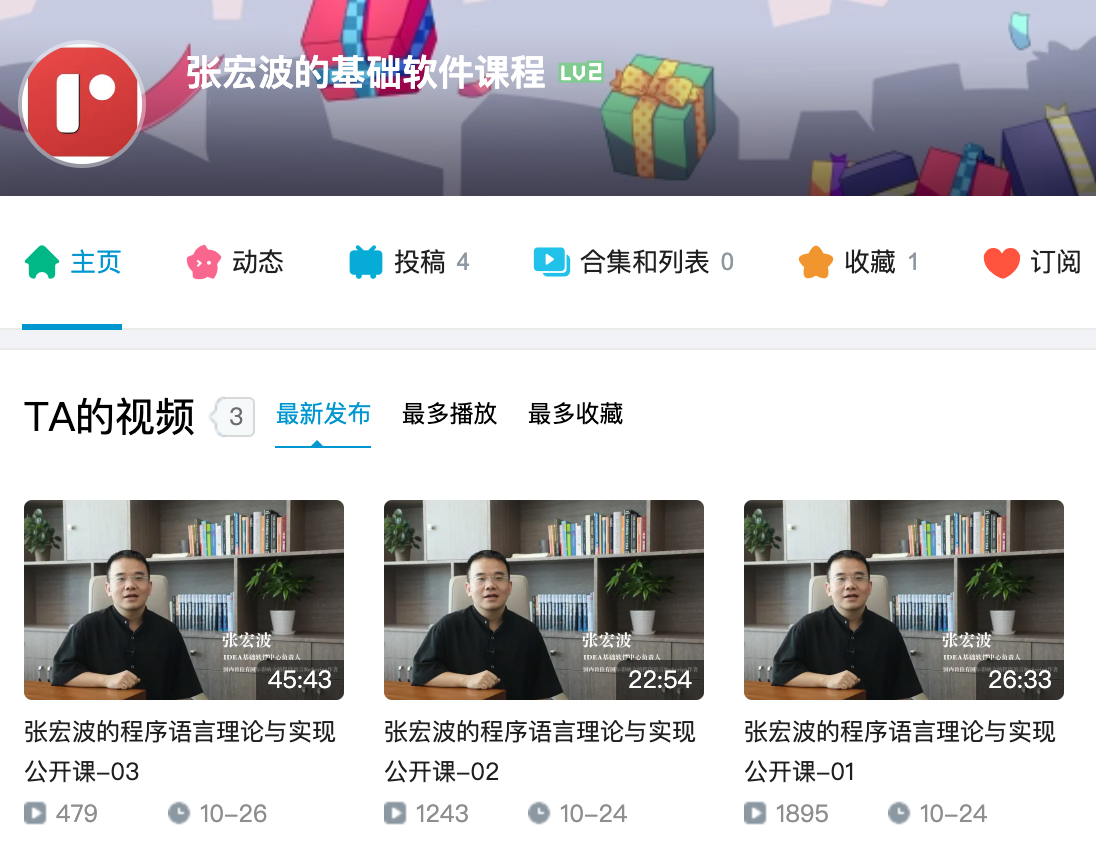 张宏波的基础软件课程 LV2
主页 动态 投稿 4 合集和列表 0 收藏 1 订阅
TA的视频 3 最新发布 最多播放 最多收藏
张宏波
IDEA基础软件中心负责人
45:43
张宏波
IDEA基础软件中心负责人
22:54
张宏波
IDEA基础软件中心负责人
26:33
张宏波的程序语言理论与实现
公开课-03
479 10-26
张宏波的程序语言理论与实现
公开课-02
1243 10-24
张宏波的程序语言理论与实现
公开课-01
1895 10-24